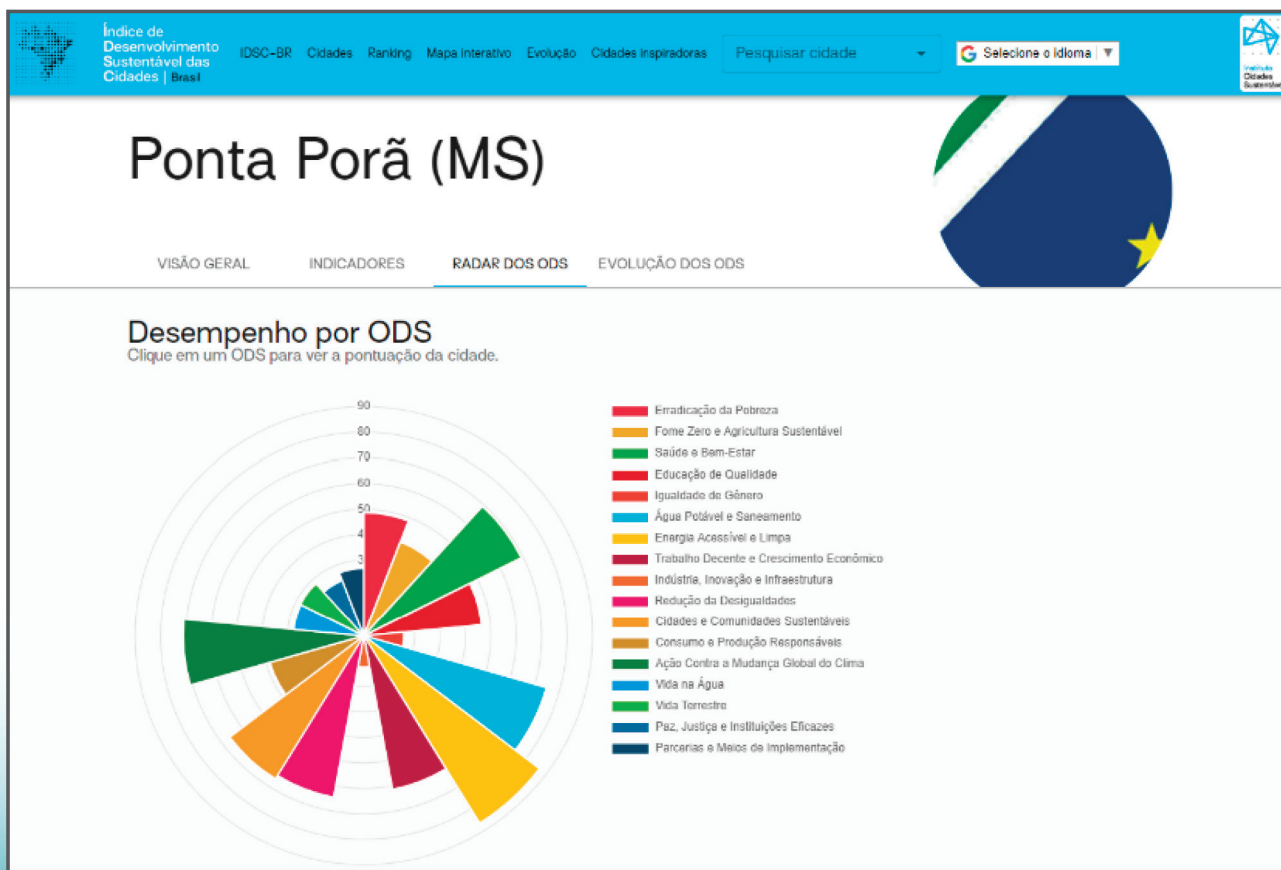 Índice de
Desenvolvimento
Sustentável das
Cidades | Brasil
IDSC-BR Cidades Ranking Mapa Interativo Evolução Cidades inspiradoras Pesquisar cidade G Selecione o Idioma ▼
Instituto
Cidades
Sustentáveis
Ponta Porã (MS)
VISÃO GERAL INDICADORES RADAR DOS ODS EVOLUÇÃO DOS ODS
Desempenho por ODS
Clique em um ODS para ver a pontuação da cidade.
90
80
70
60
50
4
3
Erradicação da Pobreza
Fome Zero e Agricultura Sustentável
Saúde e Bem-Estar
Educação de Qualidade
Igualdade de Gênero
Água Potável e Saneamento
Energia Acessível e Limpa
Trabalho Decente e Crescimento Econômico
Indústria, Inovação e Infraestrutura
Redução da Desigualdades
Cidades e Comunidades Sustentáveis
Consumo e Produção Responsáveis
Ação Contra a Mudança Global do Clima
Vida na Água
Vida Terrestre
Paz, Justiça e Instituições Eficazes
Parcerias e Meios de Implementação